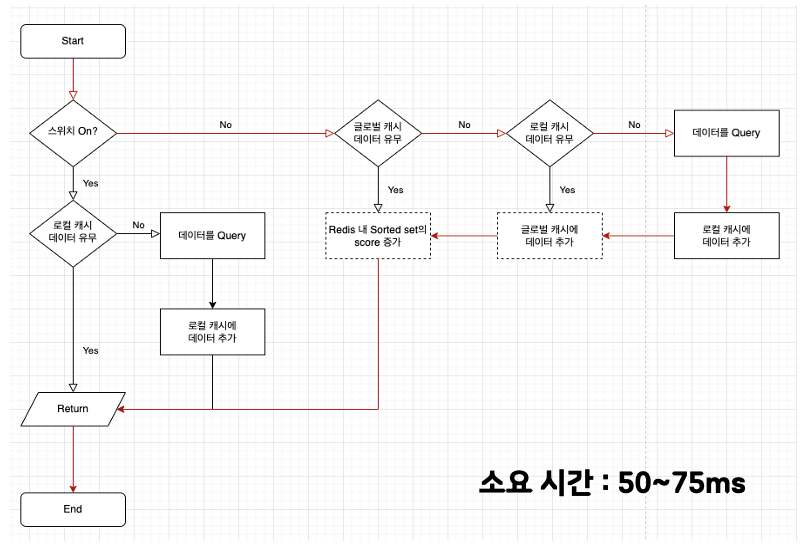 Start
스위치 On?
No
글로벌 캐시
데이터 유무
No
로컬 캐시
데이터 유무
No
데이터를 Query
Yes
Yes
Yes
로컬 캐시
데이터 유무
No
데이터를 Query
Redis 내 Sorted set의
score 증가
글로벌 캐시에
데이터 추가
로컬 캐시에
데이터 추가
로컬 캐시에
데이터 추가
Yes
Return
소요 시간 : 50~75ms
End